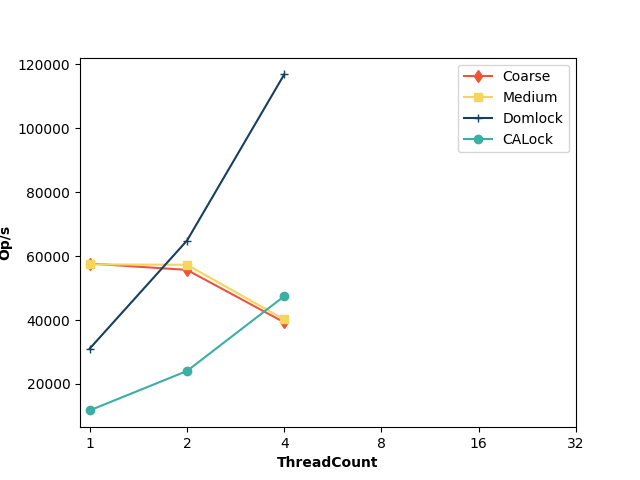 120000
100000
80000
60000
40000
20000
Op/s
1 2 4 8 16 32
ThreadCount
Coarse
Medium
Domlock
CALock